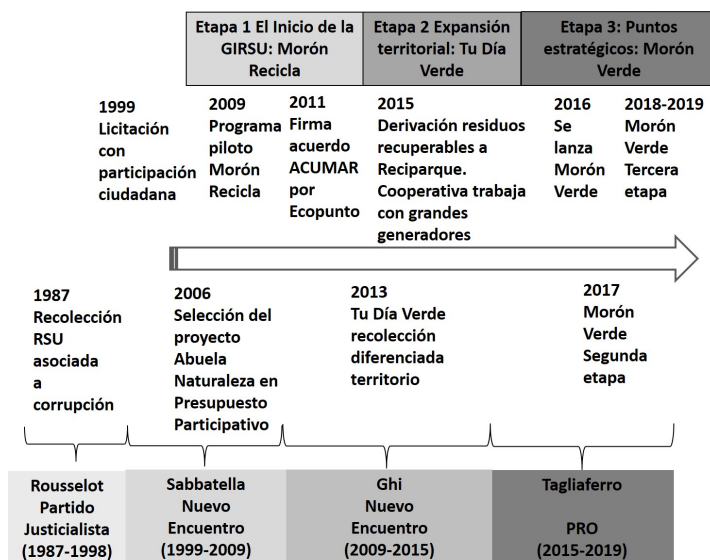 Etapa 1 El Inicio de la
GIRSU: Morón
Recicla
Etapa 2 Expansión
territorial: Tu Día
Verde
Etapa 3: Puntos
estratégicos: Morón
Verde
1999
Licitación
con
participación
ciudadana
2009
Programa
piloto
Morón
Recicla
2011
Firma
acuerdo
ACUMAR
por
Ecopunto
2015
Derivación residuos
recuperables a
Reciparque.
Cooperativa trabaja
con grandes
generadores
2016
Se
lanza
Morón
Verde
2018-2019
Morón
Verde
Tercera
etapa
1987
Recolección
RSU
asociada
a
corrupción
2006
Selección del
proyecto
Abuela
Naturaleza en
Presupuesto
Participativo
2013
Tu Día Verde
recolección
diferenciada
territorio
2017
Morón
Verde
Segunda
etapa
Rousselot
Partido
Justicialista
(1987-1998)
Sabbatella
Nuevo
Encuentro
(1999-2009)
Ghi
Nuevo
Encuentro
(2009-2015)
Tagliaferro
PRO
(2015-2019)